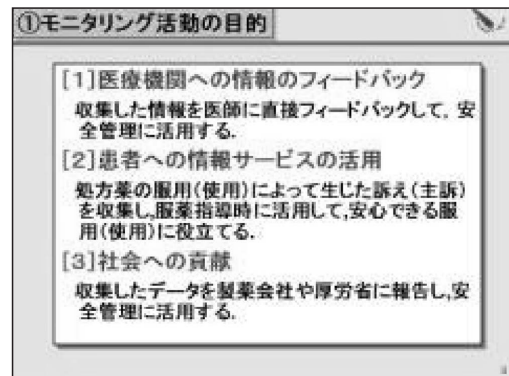 ①モニタリング活動の目的
[1]医療機関への情報のフィードバック
収集した情報を医師に直接フィードバックして,安
全管理に活用する.
[2]患者への情報サービスの活用
処方薬の服用(使用)によって生じた訴え(主訴)
を収集し,服薬指導時に活用して,安心できる服
用(使用)に役立てる.
[3]社会への貢献
収集したデータを製薬会社や厚労省に報告し,安
全管理に活用する.